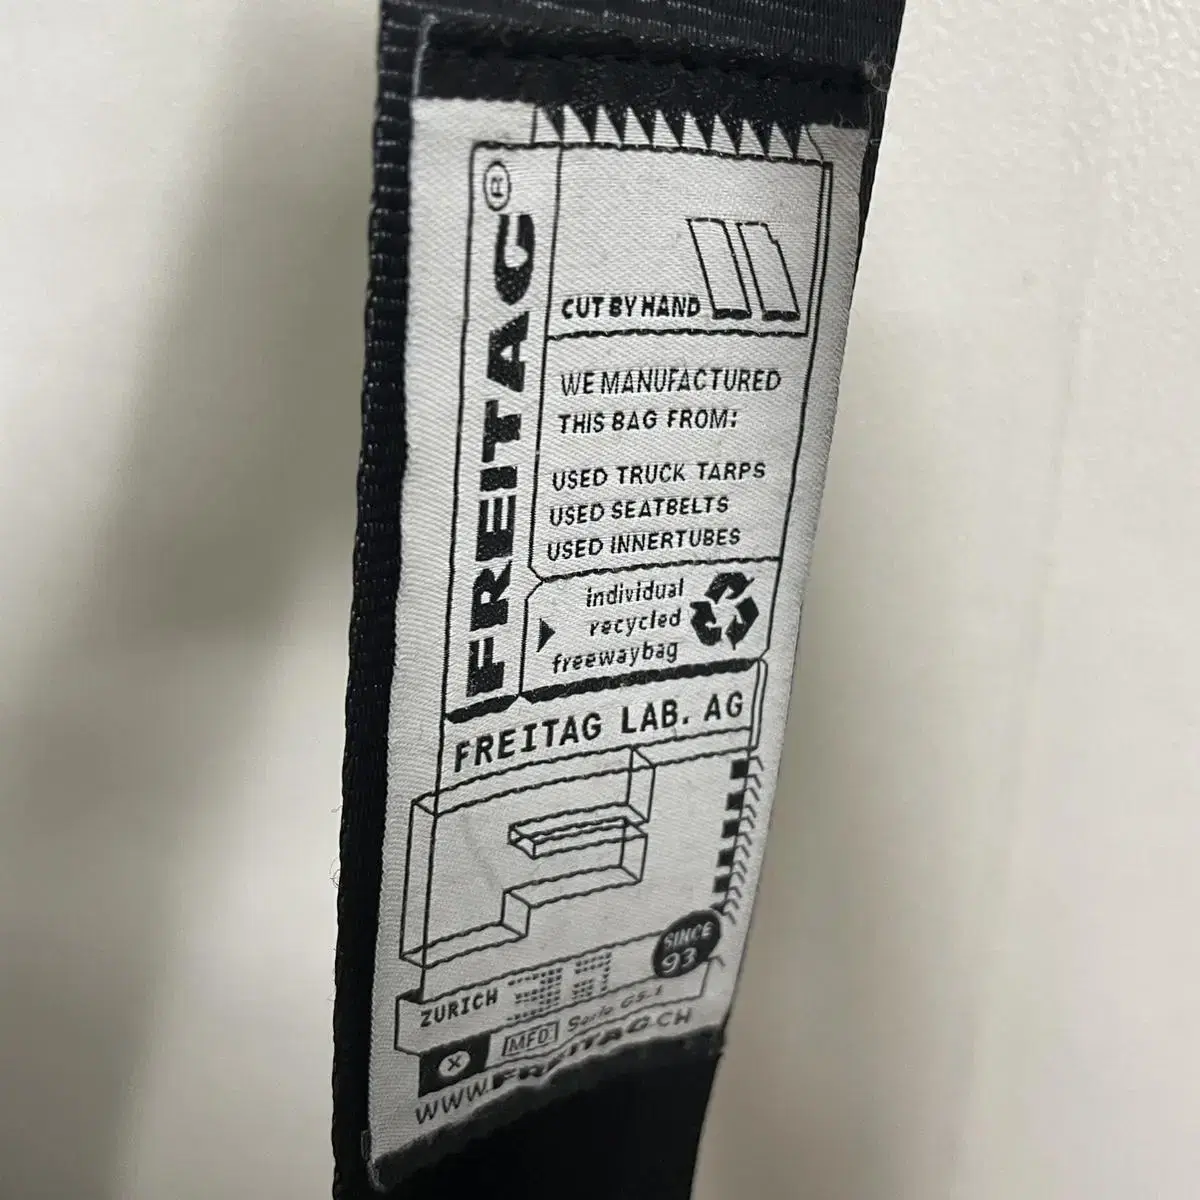 FREITAG®
CUT BY HAND
WE MANUFACTURED
THIS BAG FROM:
USED TRUCK TARPS
USED SEATBELTS
USED INNERTUBES
individual
recycled
freewaybag
FREITAG LAB. AG
SINCE
93
ZURICH
MFD.
X
WWW.FREITAG.CH